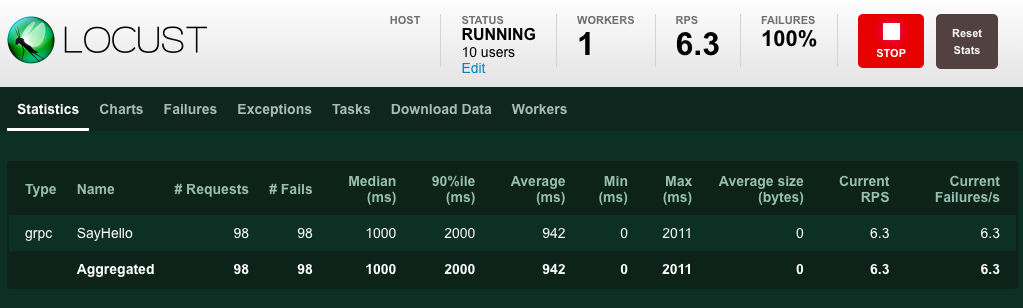 LOCUST
HOST
STATUS
RUNNING
10 users
Edit
WORKERS
1
RPS
6.3
FAILURES
100%
STOP
Reset
Stats
Statistics Charts Failures Exceptions Tasks Download Data Workers
Type Name # Requests # Fails Median (ms) 90%ile (ms) Average (ms) Min (ms) Max (ms) Average size (bytes) Current RPS Current Failures/s
grpc SayHello 98 98 1000 2000 942 0 2011 0 6.3 6.3
Aggregated 98 98 1000 2000 942 0 2011 0 6.3 6.3